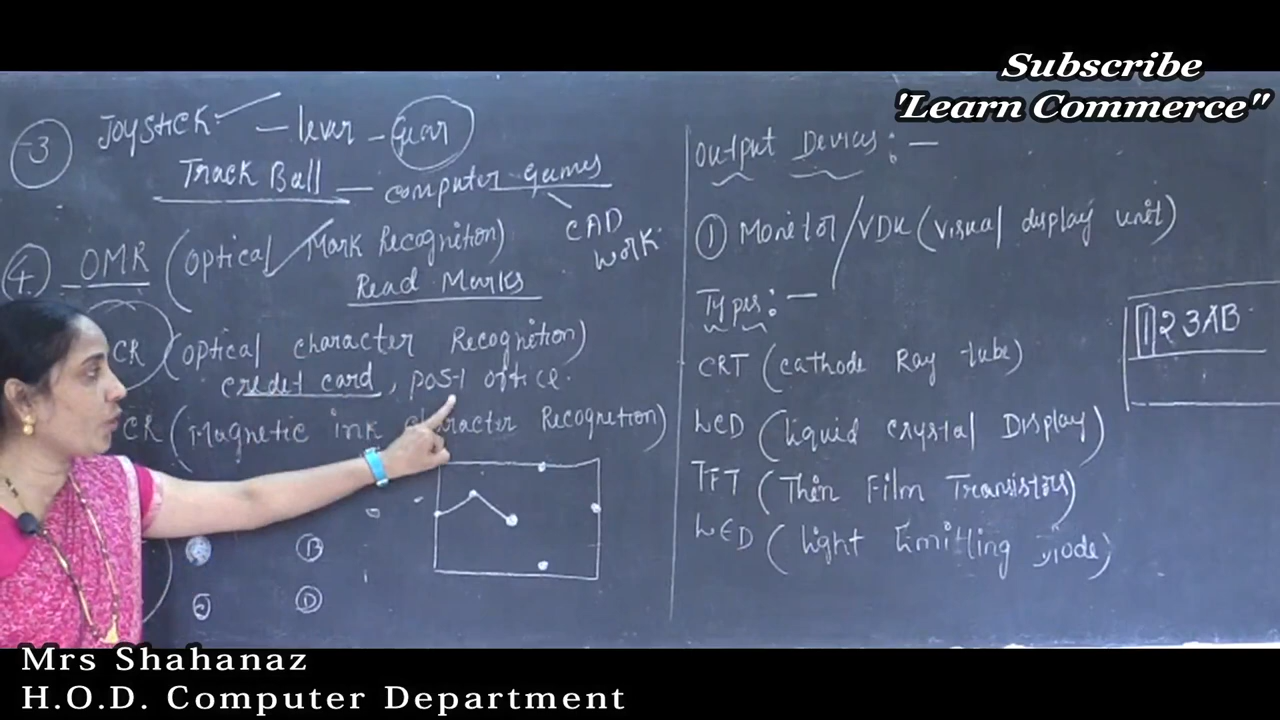 Subscribe
'Learn Commerce"
3 Joystick - lever - Gear
Track Ball - computer games
CAD
work
4. OMR (Optical Mark Recognition)
Read Marks
CR (Optical character Recognition)
credit card, post office.
CR (Magnetic ink character Recognition)
B
D
Output Devices: -
1 Monitor / VDU (visual display unit)
Types: -
CRT (cathode Ray tube)
LCD (liquid crystal Display)
TFT (Thin Film Transistors)
LED (light Emitting diode)
123AB
Mrs Shahanaz
H.O.D. Computer Department